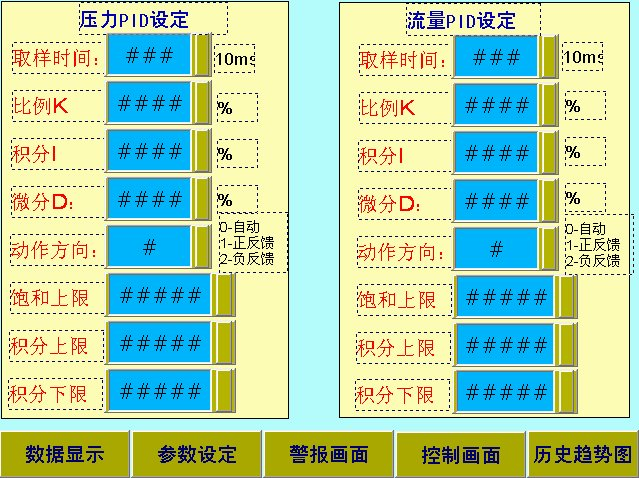 压力PID设定
取样时间： ### 10ms
比例K #### %
积分I #### %
微分D： #### %
动作方向： #
0-自动
1-正反馈
2-负反馈
饱和上限 #####
积分上限 #####
积分下限 #####
流量PID设定
取样时间： ### 10ms
比例K #### %
积分I #### %
微分D： #### %
动作方向： #
0-自动
1-正反馈
2-负反馈
饱和上限 #####
积分上限 #####
积分下限 #####
数据显示 参数设定 警报画面 控制画面 历史趋势图